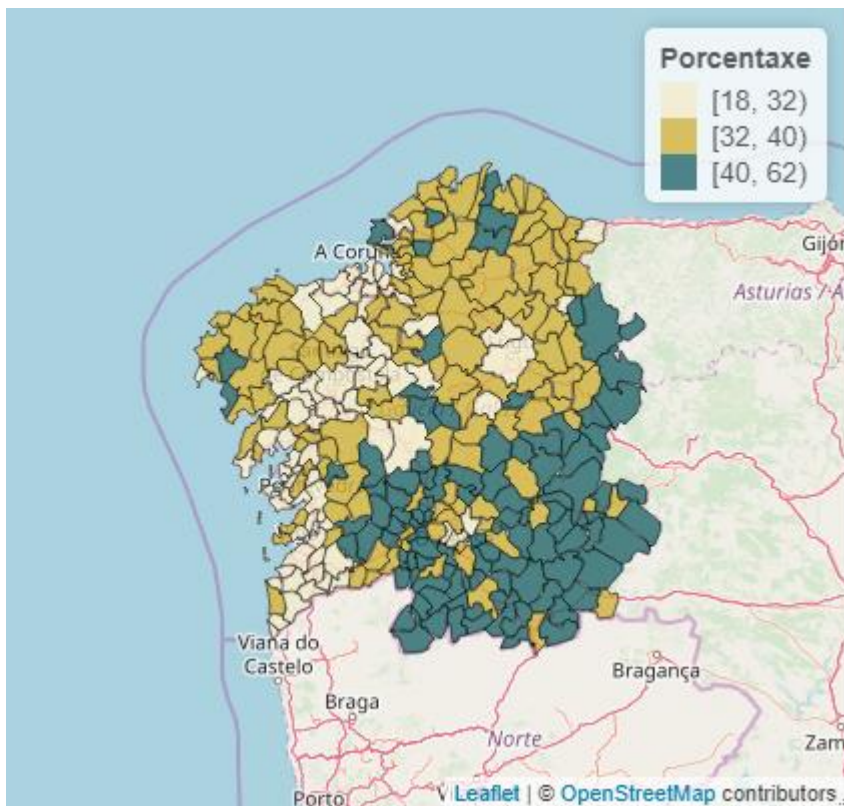 Porcentaxe
[18, 32)
[32, 40)
[40, 62)
A Coruñ
Gijón
Asturias / A
Viana do
Castelo
Bragança
Braga
Norte
Zam
Porto
Leaflet | © OpenStreetMap contributors